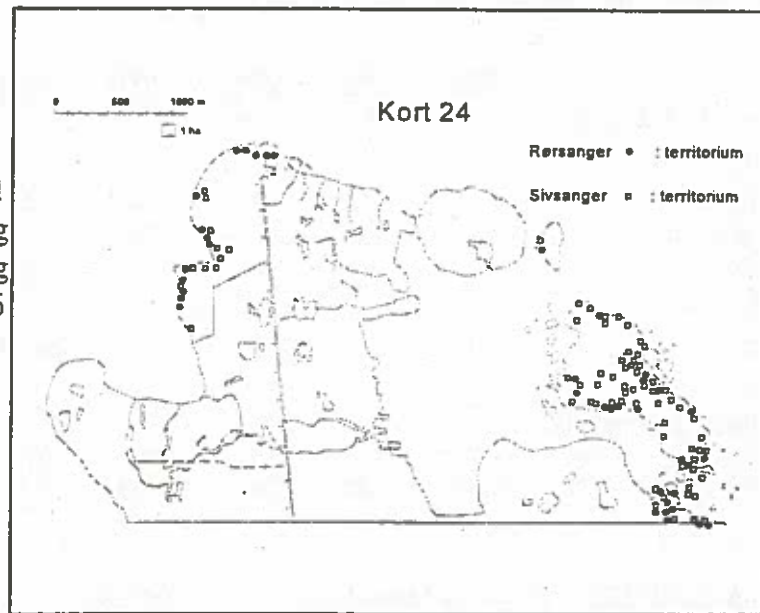 Kort 24
0 500 1000 m
1 ha
Rørsanger : territorium
Sivsanger : territorium